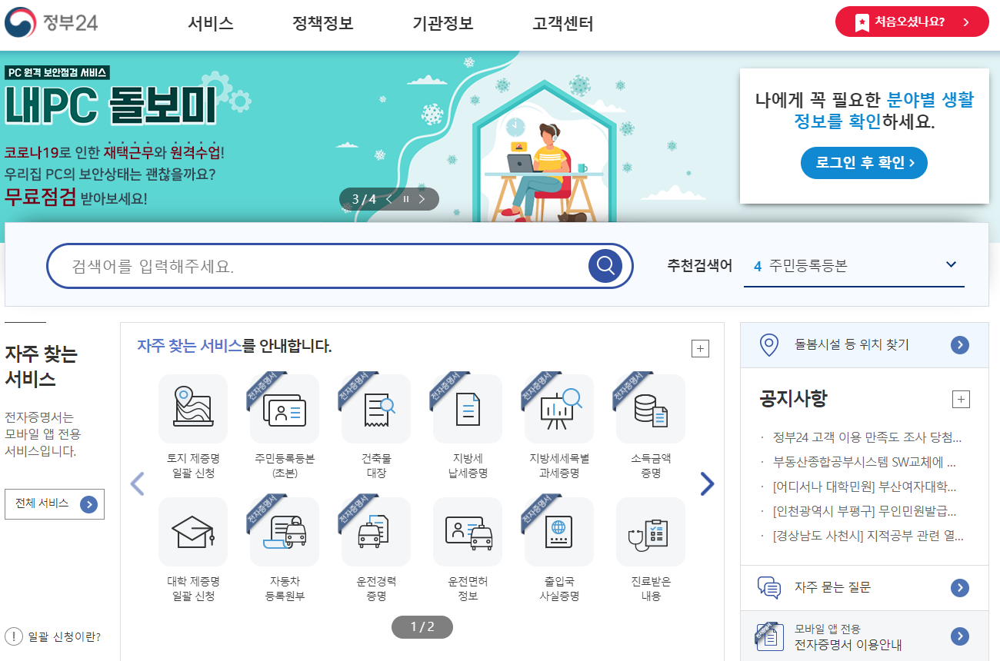 정부24
서비스
정책정보
기관정보
고객센터
처음오셨나요?
PC 원격 보안점검 서비스
내PC 돌보미
코로나19로 인한 재택근무와 원격수업!
우리집 PC의 보안상태는 괜찮을까요?
무료점검 받아보세요!
3 / 4
나에게 꼭 필요한 분야별 생활
정보를 확인하세요.
로그인 후 확인
검색어를 입력해주세요.
추천검색어
4 주민등록등본
자주 찾는
서비스
전자증명서는
모바일 앱 전용
서비스입니다.
전체 서비스
일괄 신청이란?
자주 찾는 서비스를 안내합니다.
토지 제증명
일괄 신청
전자증명서
주민등록등본
(초본)
전자증명서
건축물
대장
전자증명서
지방세
납세증명
전자증명서
지방세세목별
과세증명
전자증명서
소득금액
증명
대학 제증명
일괄 신청
전자증명서
자동차
등록원부
전자증명서
운전경력
증명
운전면허
정보
전자증명서
출입국
사실증명
진료받은
내용
1 / 2
돌봄시설 등 위치 찾기
공지사항
· 정부24 고객 이용 만족도 조사 당첨...
· 부동산종합공부시스템 SW교체에 ...
· [어디서나 대학민원] 부산여자대학...
· [인천광역시 부평구] 무인민원발급...
· [경상남도 사천시] 지적공부 관련 열...
자주 묻는 질문
모바일 앱 전용
전자증명서 이용안내